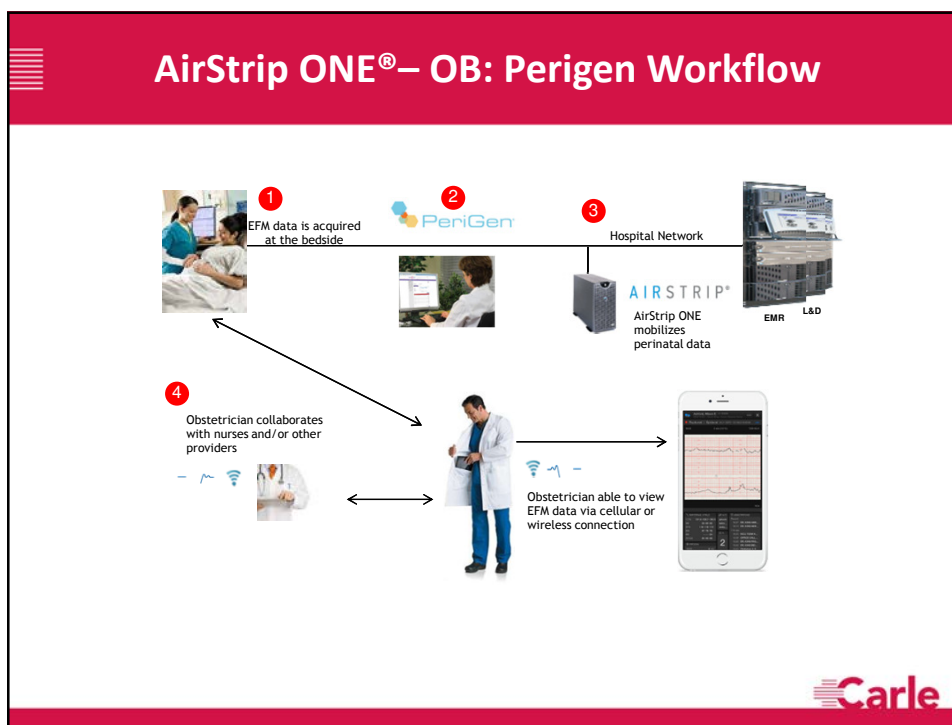 AirStrip ONE®– OB: Perigen Workflow
1
EFM data is acquired
at the bedside
2
PeriGen
3
Hospital Network
AIRSTRIP®
AirStrip ONE
mobilizes
perinatal data
EMR
L&D
4
Obstetrician collaborates
with nurses and/or other
providers
Obstetrician able to view
EFM data via cellular or
wireless connection
2
Carle